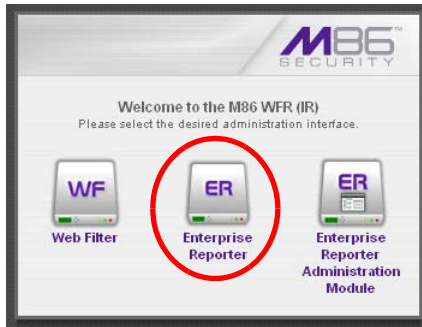 M86™
SECURITY
Welcome to the M86 WFR (IR)
Please select the desired administration interface.
WF
Web Filter
ER
Enterprise
Reporter
ER
Enterprise
Reporter
Administration
Module